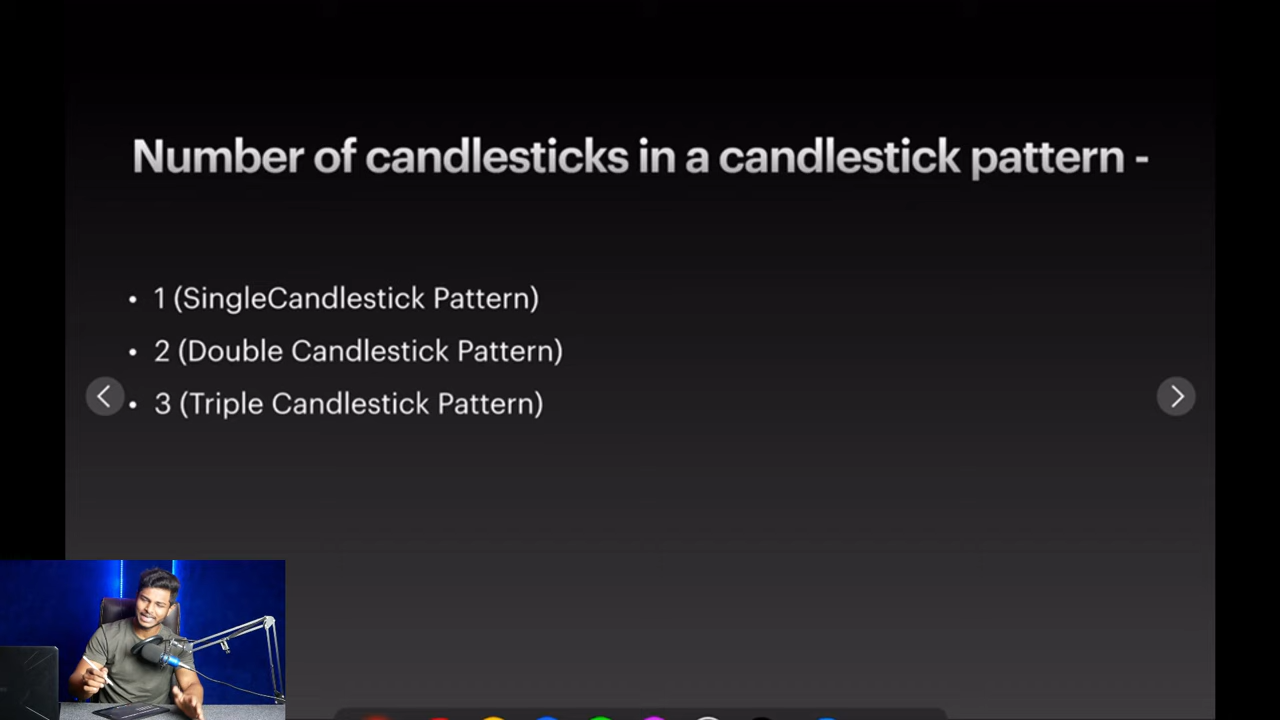 Number of candlesticks in a candlestick pattern -
• 1 (SingleCandlestick Pattern)
• 2 (Double Candlestick Pattern)
• 3 (Triple Candlestick Pattern)